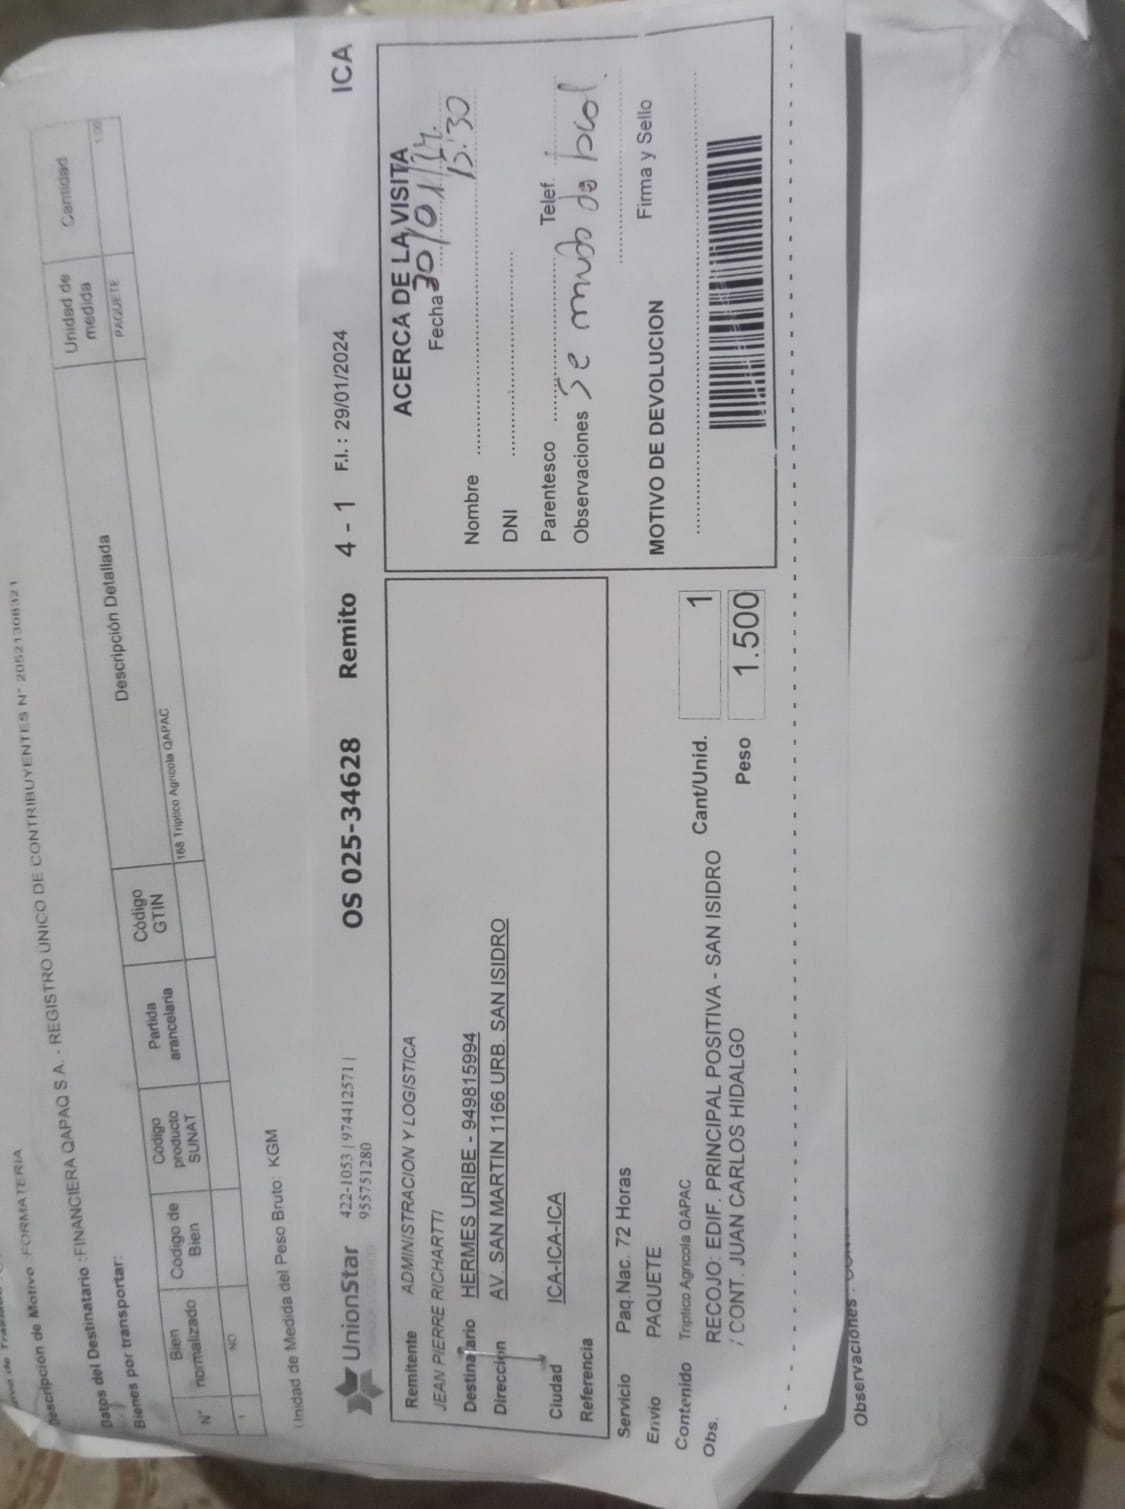 Descripción de Motivo :FORMATERIA
Datos del Destinatario :FINANCIERA QAPAQ S.A. - REGISTRO ÚNICO DE CONTRIBUYENTES N° 20521308321
Bienes por transportar:
N° Bien normalizado Código de Bien Código producto SUNAT Partida arancelaria Código GTIN Descripción Detallada Unidad de medida Cantidad
1 NO 168 Triptico Agricola QAPAC PAQUETE
Unidad de Medida del Peso Bruto: KGM
UnionStar 422-1053 | 974412571 | OS 025-34628 Remito 4 - 1 F.I. : 29/01/2024 ICA
955751280
Remitente ADMINISTRACION Y LOGISTICA
JEAN PIERRE RICHARTTI
Destinatario HERMES URIBE - 949815994
Dirección AV. SAN MARTIN 1166 URB. SAN ISIDRO
Ciudad ICA-ICA-ICA
Referencia
ACERCA DE LA VISITA
Fecha 30/01/24.
13:30
Nombre
DNI
Parentesco Telef.
Observaciones Se mudo de local.
MOTIVO DE DEVOLUCION Firma y Sello
Servicio Paq.Nac. 72 Horas
Envio PAQUETE
Contenido Triptico Agricola QAPAC Cant/Unid. 1
Obs. RECOJO: EDIF. PRINCIPAL POSITIVA - SAN ISIDRO
/ CONT. JUAN CARLOS HIDALGO Peso 1.500
Observaciones :